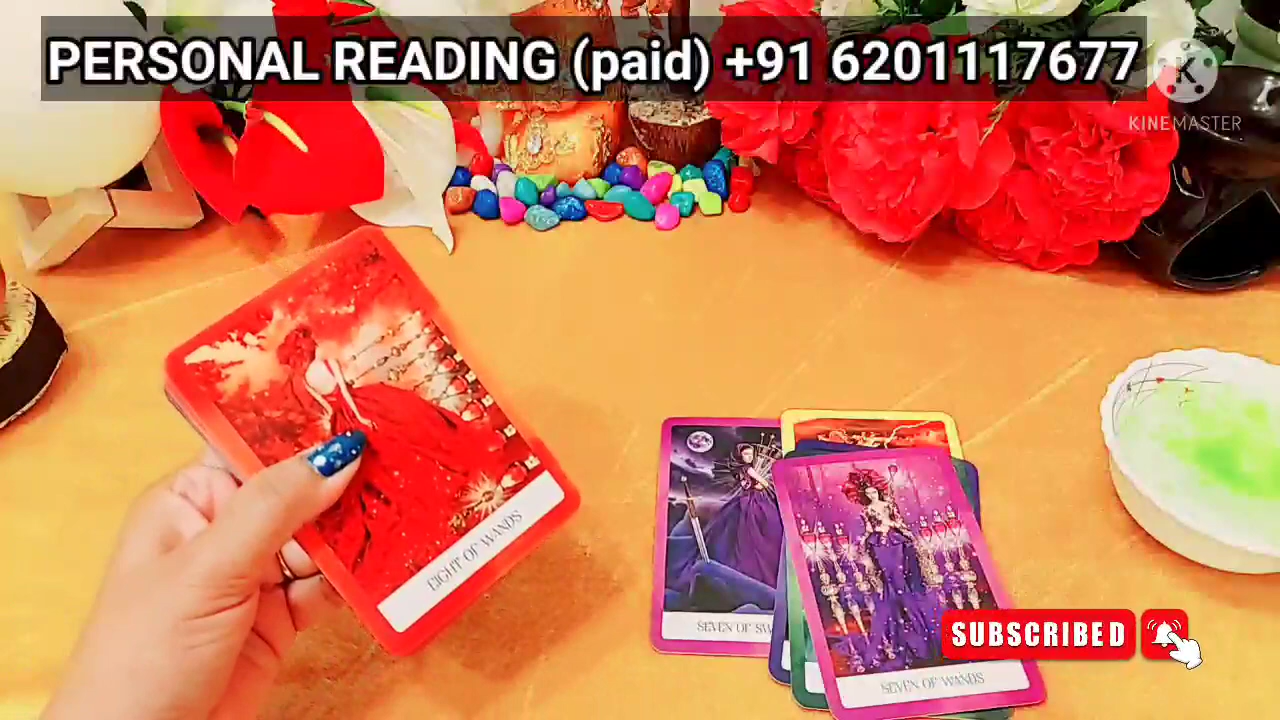 PERSONAL READING (paid) +91 6201117677
KINEMASTER
EIGHT OF WANDS
SEVEN OF SW
SEVEN OF WANDS
SUBSCRIBED